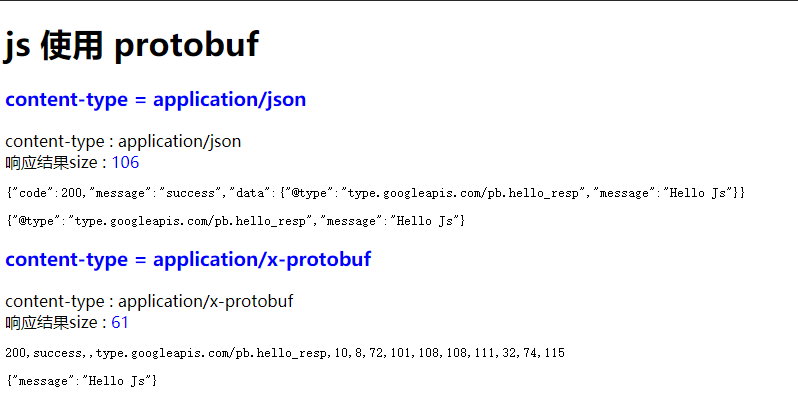 js 使用 protobuf
content-type = application/json
content-type : application/json
响应结果size : 106
{"code":200,"message":"success","data":{"@type":"type.googleapis.com/pb.hello_resp","message":"Hello Js"}}
{"@type":"type.googleapis.com/pb.hello_resp","message":"Hello Js"}
content-type = application/x-protobuf
content-type : application/x-protobuf
响应结果size : 61
200,success,,type.googleapis.com/pb.hello_resp,10,8,72,101,108,108,111,32,74,115
{"message":"Hello Js"}